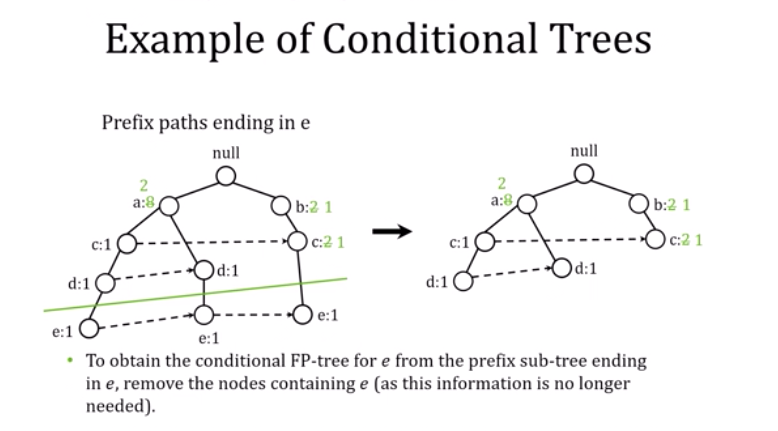 Example of Conditional Trees
Prefix paths ending in e
null
2
a:8
b:2 1
c:1
c:2 1
d:1
d:1
e:1
e:1
e:1
null
2
a:8
b:2 1
c:1
c:2 1
d:1
d:1
• To obtain the conditional FP-tree for e from the prefix sub-tree ending
in e, remove the nodes containing e (as this information is no longer
needed).